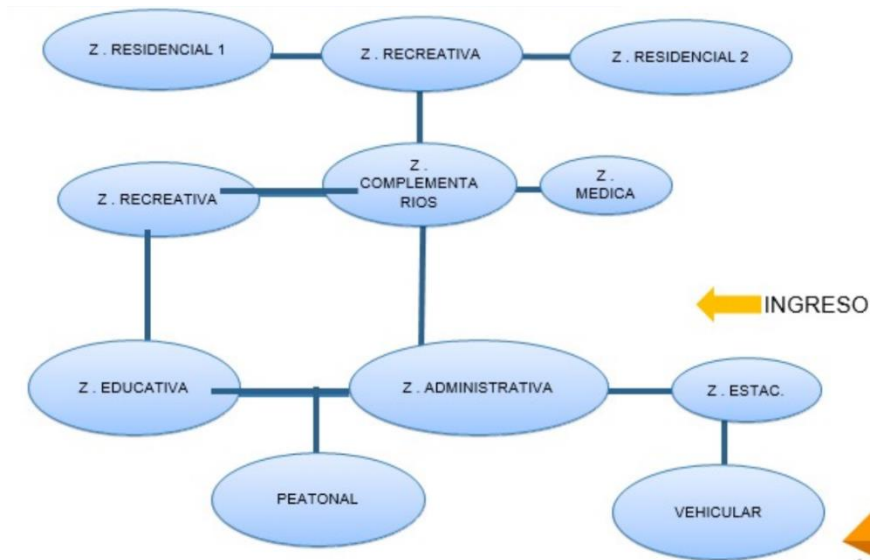 Z . RESIDENCIAL 1
Z . RECREATIVA
Z . RESIDENCIAL 2
Z . RECREATIVA
Z .
COMPLEMENTA
RIOS
Z .
MEDICA
INGRESO
Z . EDUCATIVA
Z . ADMINISTRATIVA
Z . ESTAC.
PEATONAL
VEHICULAR